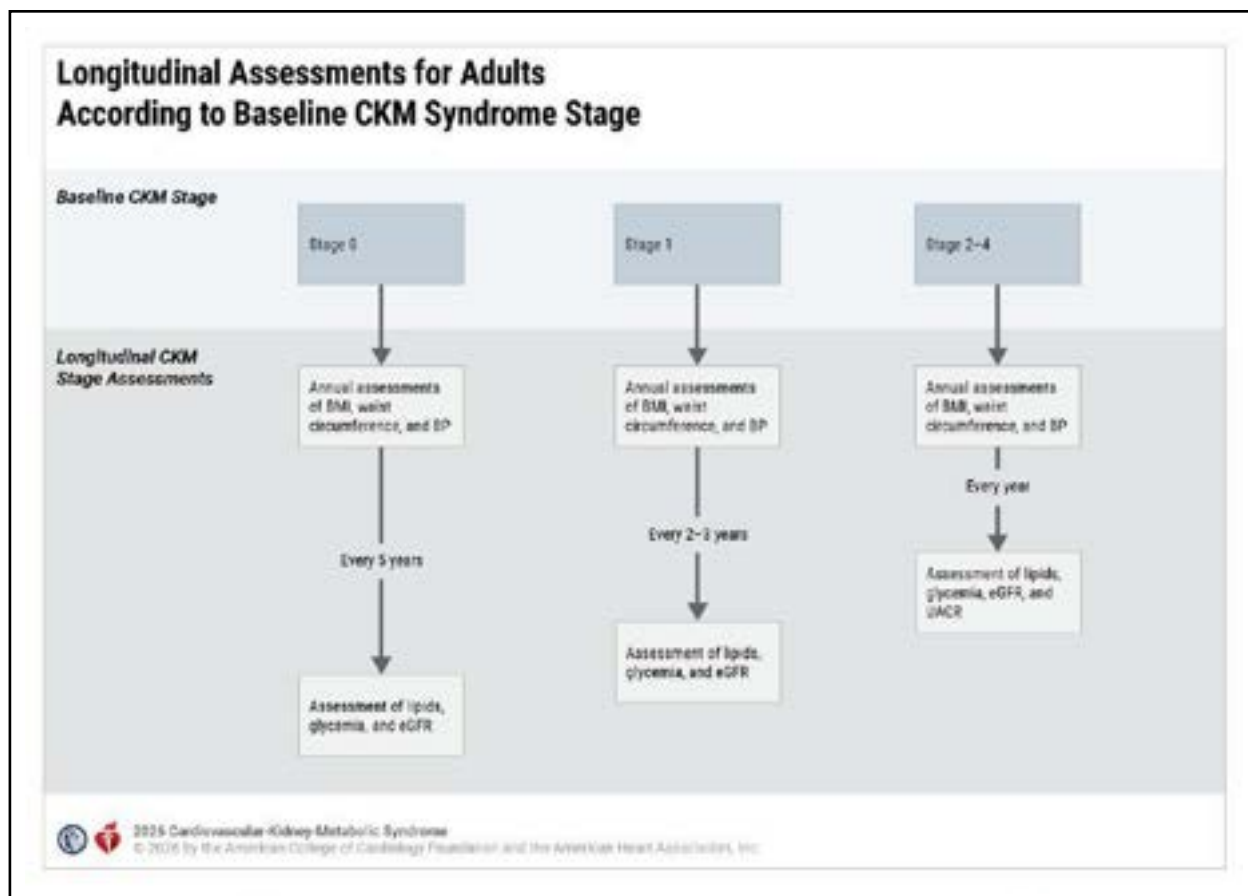 Longitudinal Assessments for Adults
According to Baseline CKM Syndrome Stage
Baseline CKM Stage
Stage 0
Stage 1
Stage 2–4
Longitudinal CKM
Stage Assessments
Annual assessments
of BMI, waist
circumference, and BP
Annual assessments
of BMI, waist
circumference, and BP
Annual assessments
of BMI, waist
circumference, and BP
Every 5 years
Every 2–3 years
Every year
Assessment of lipids,
glycemia, and eGFR
Assessment of lipids,
glycemia, and eGFR
Assessment of lipids,
glycemia, eGFR, and
UACR
2026 Cardiovascular-Kidney-Metabolic Syndrome
© 2026 by the American College of Cardiology Foundation and the American Heart Association, Inc.